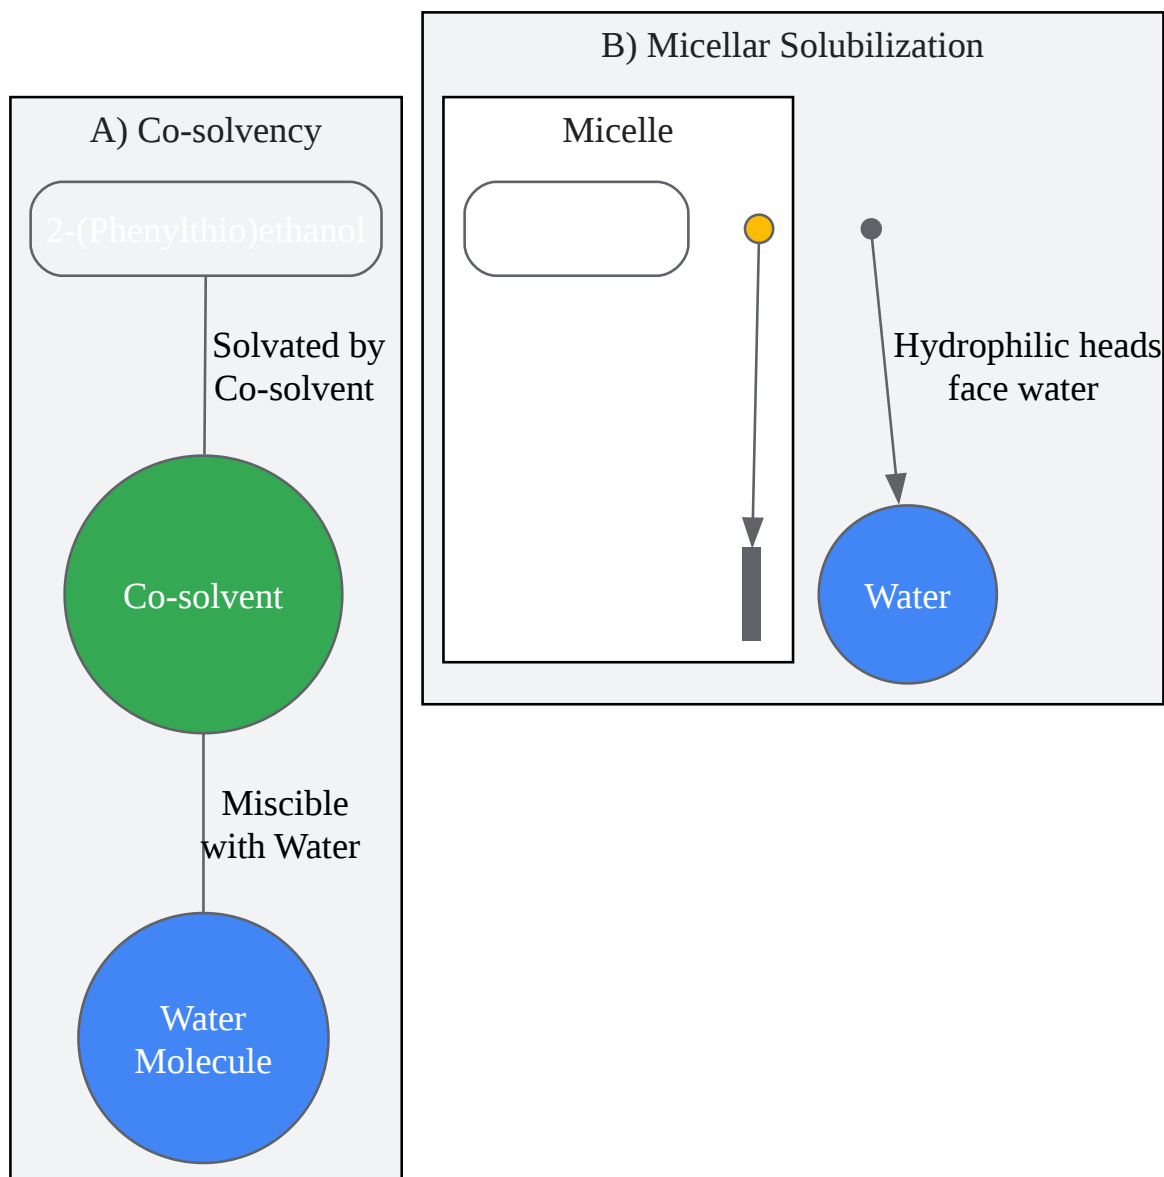 A) Co-solvency
2-(Phenylthio)ethanol
Solvated by
Co-solvent
Co-solvent
Miscible
with Water
Water
Molecule
B) Micellar Solubilization
Micelle
Hydrophilic heads
face water
Water